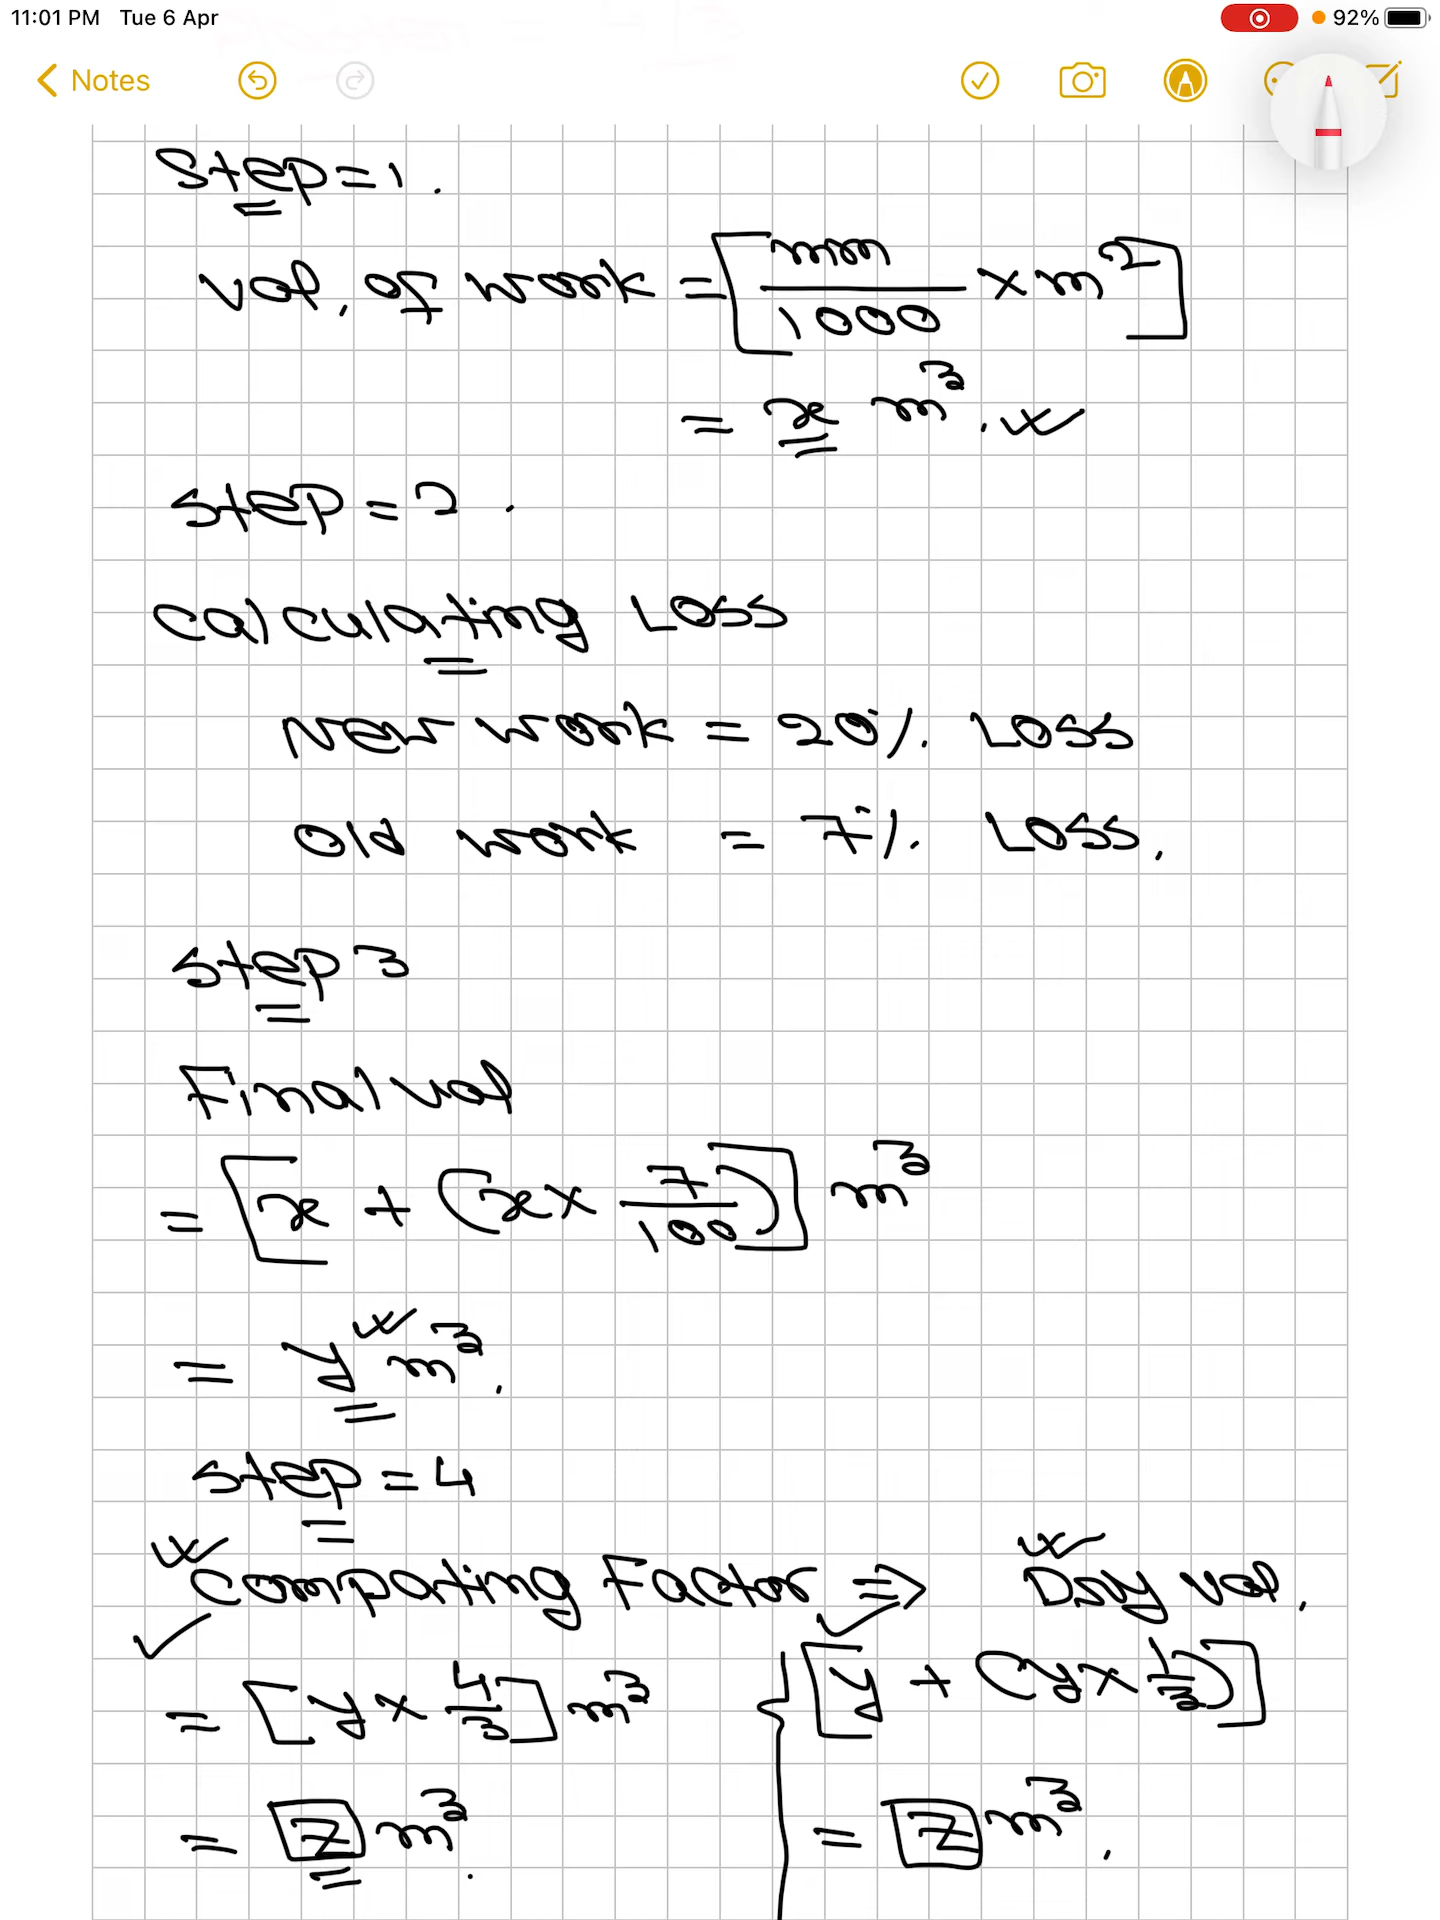 11:01 PM Tue 6 Apr 92%
Notes
Step=1.
Vol. of work = [mm/1000 × m²]
= x m³.
Step=2.
Calculating Loss
New work = 20% Loss
Old work = 7% Loss.
Step 3
Final vol
= [x + (x × 7/100)] m³
= y m³.
Step=4
Compating Factor ⇒ Dry vol.
= [y × 4/3] m³ { [y + (y × 1/3)]
= z m³. = z m³.